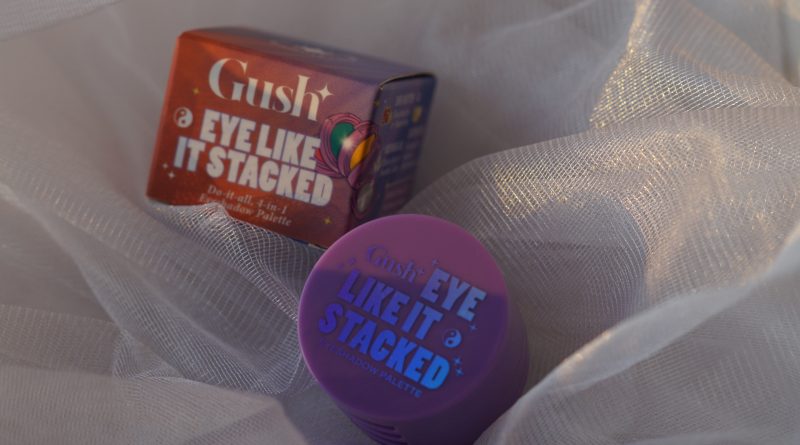 Gush
EYE LIKE
IT STACKED
Do-it-all, 4-in-1
Eyeshadow Palette
Gush
EYE
LIKE IT
STACKED
EYESHADOW PALETTE